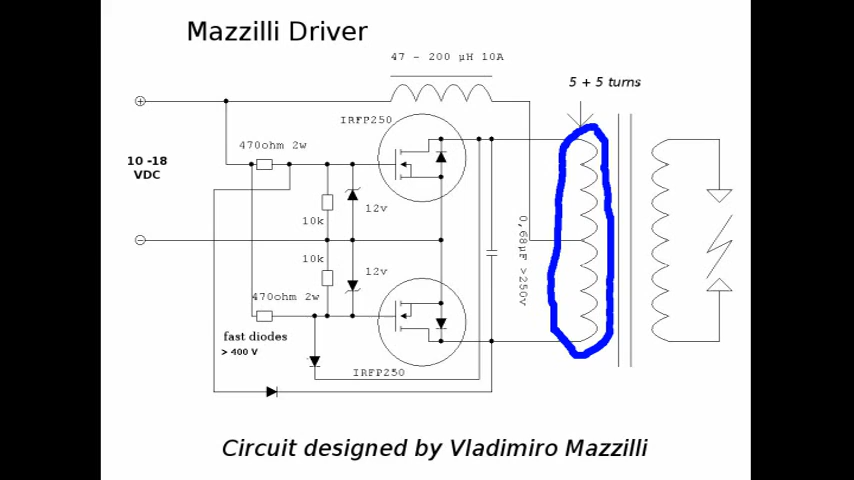 Mazzilli Driver
47 - 200 µH 10A
5 + 5 turns
IRFP250
470ohm 2w
10 -18
VDC
12v
10k
0,68µF >250v
10k
12v
470ohm 2w
fast diodes
> 400 V
IRFP250
Circuit designed by Vladimiro Mazzilli